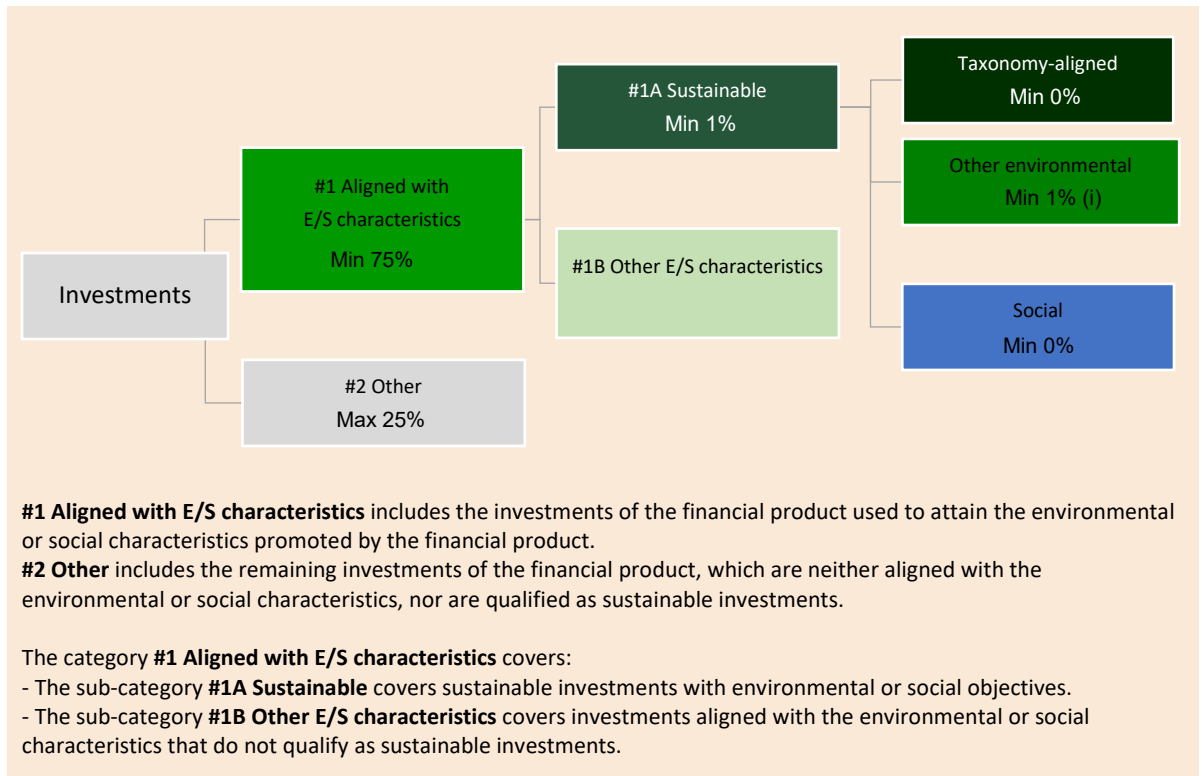 Taxonomy-aligned
Min 0%
#1A Sustainable
Min 1%
Other environmental
Min 1% (i)
#1 Aligned with
E/S characteristics
Min 75%
#1B Other E/S characteristics
Investments
Social
Min 0%
#2 Other
Max 25%
#1 Aligned with E/S characteristics includes the investments of the financial product used to attain the environmental
or social characteristics promoted by the financial product.
#2 Other includes the remaining investments of the financial product, which are neither aligned with the
environmental or social characteristics, nor are qualified as sustainable investments.
The category #1 Aligned with E/S characteristics covers:
- The sub-category #1A Sustainable covers sustainable investments with environmental or social objectives.
- The sub-category #1B Other E/S characteristics covers investments aligned with the environmental or social
characteristics that do not qualify as sustainable investments.